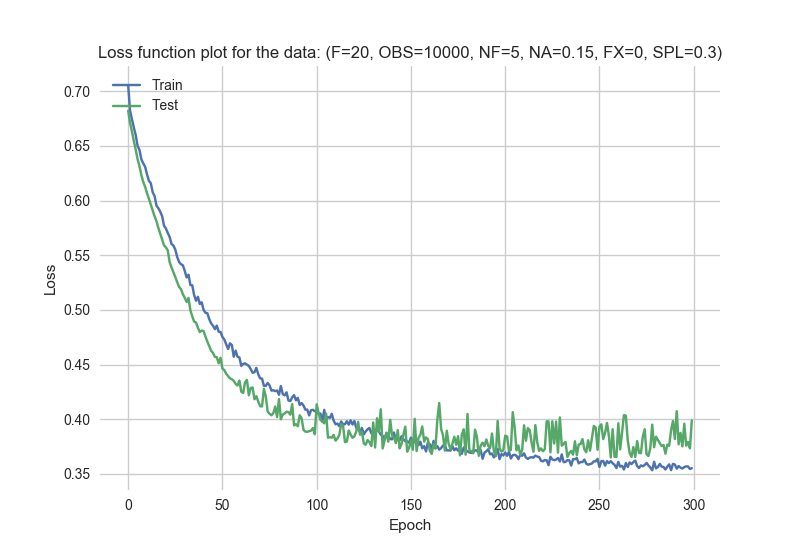 Loss function plot for the data: (F=20, OBS=10000, NF=5, NA=0.15, FX=0, SPL=0.3)
Train
Test
0.70
0.65
0.60
0.55
0.50
0.45
0.40
0.35
Loss
0 50 100 150 200 250 300
Epoch